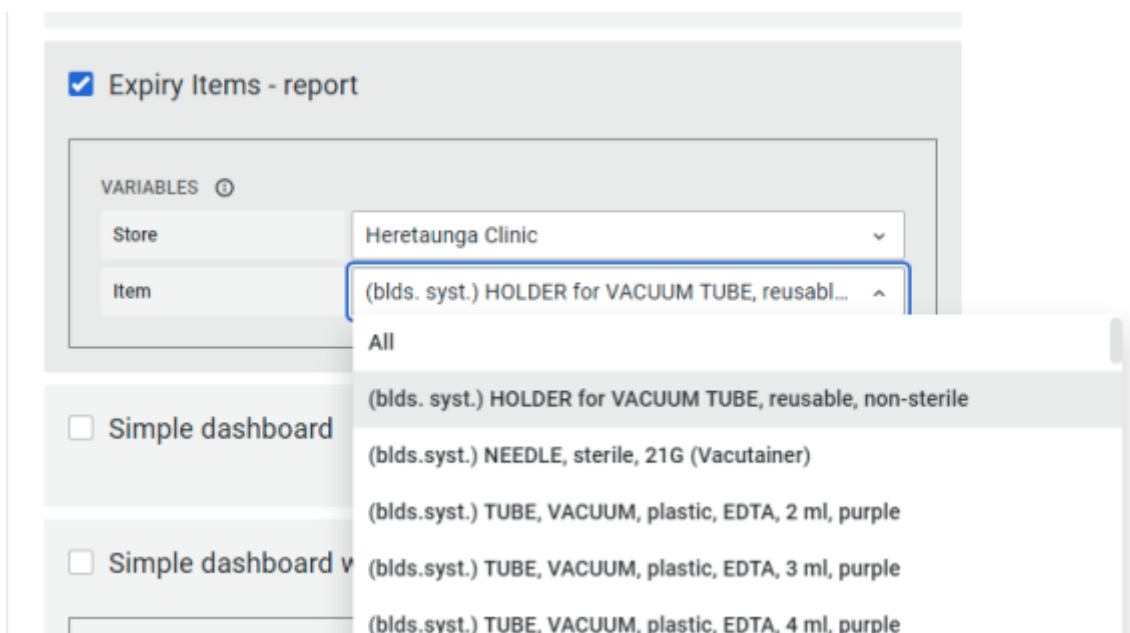 Expiry Items - report
VARIABLES
Store
Heretaunga Clinic
Item
(blds. syst.) HOLDER for VACUUM TUBE, reusabl...
All
(blds. syst.) HOLDER for VACUUM TUBE, reusable, non-sterile
Simple dashboard
(blds.syst.) NEEDLE, sterile, 21G (Vacutainer)
(blds.syst.) TUBE, VACUUM, plastic, EDTA, 2 ml, purple
Simple dashboard
(blds.syst.) TUBE, VACUUM, plastic, EDTA, 3 ml, purple
(blds.syst.) TUBE, VACUUM, plastic, EDTA, 4 ml, purple